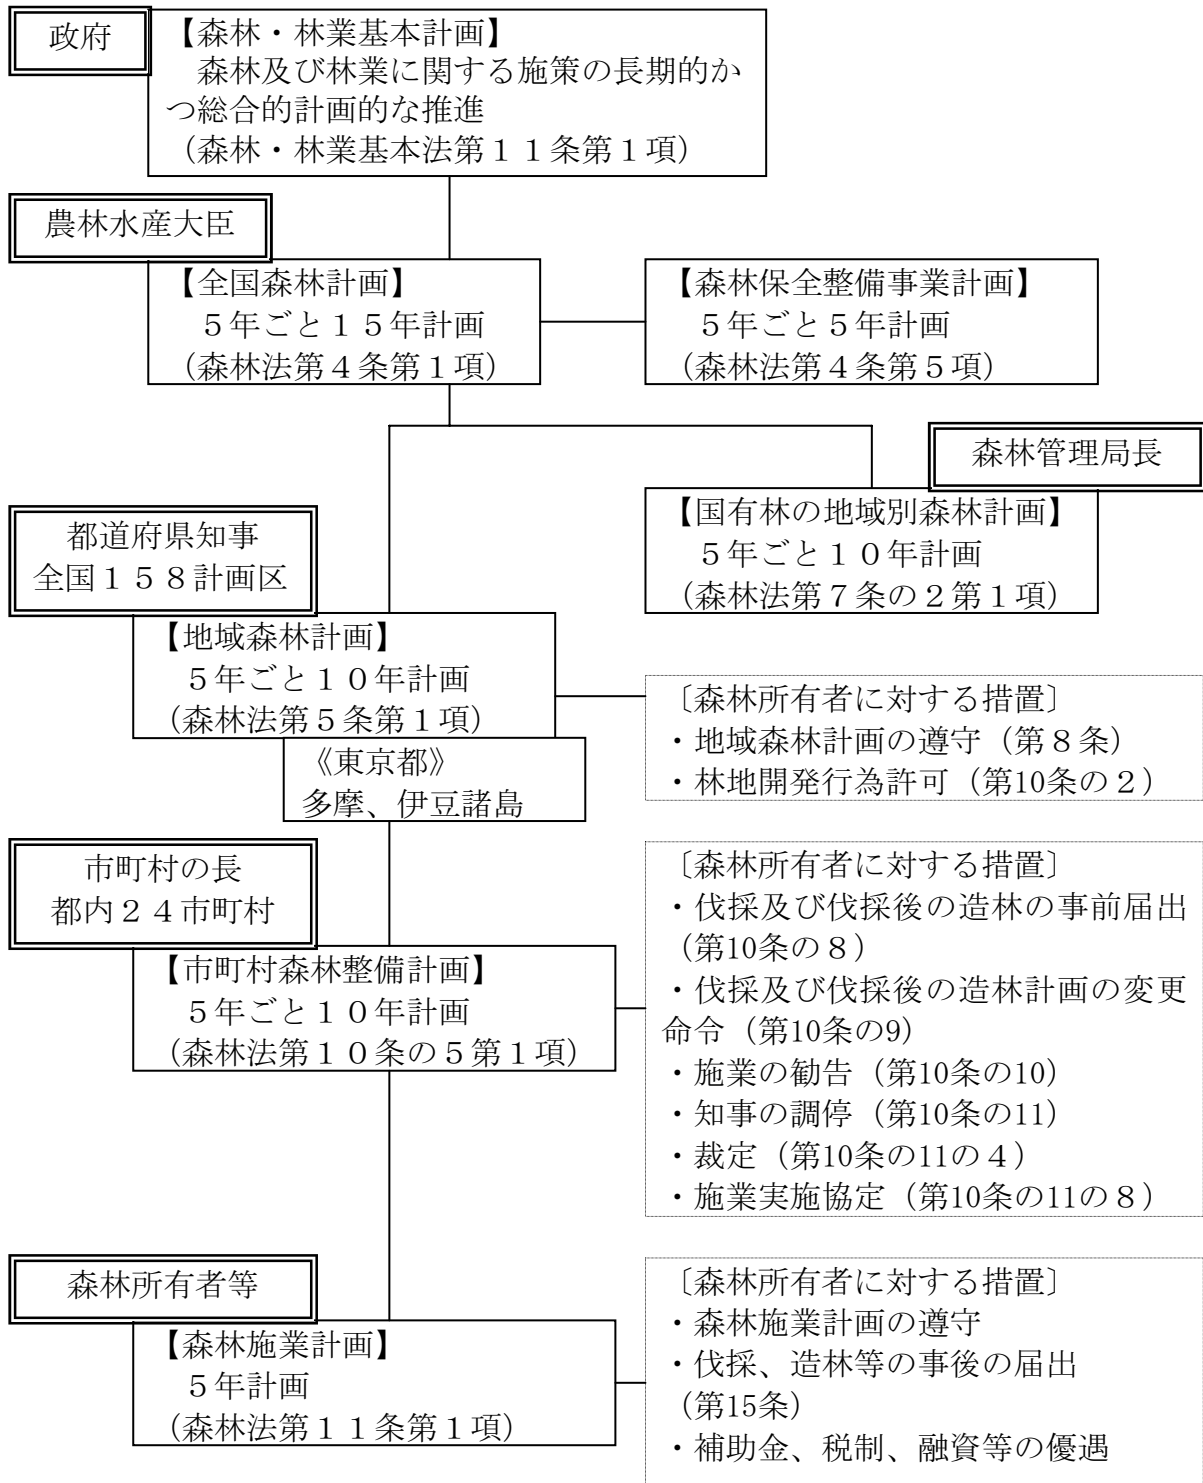 政府
【森林・林業基本計画】
森林及び林業に関する施策の長期的か
つ総合的計画的な推進
（森林・林業基本法第１１条第１項）
農林水産大臣
【全国森林計画】
５年ごと１５年計画
（森林法第４条第１項）
【森林保全整備事業計画】
５年ごと５年計画
（森林法第４条第５項）
森林管理局長
【国有林の地域別森林計画】
５年ごと１０年計画
（森林法第７条の２第１項）
都道府県知事
全国１５８計画区
【地域森林計画】
５年ごと１０年計画
（森林法第５条第１項）
《東京都》
多摩、伊豆諸島
〔森林所有者に対する措置〕
・地域森林計画の遵守（第８条）
・林地開発行為許可（第10条の２）
市町村の長
都内２４市町村
【市町村森林整備計画】
５年ごと１０年計画
（森林法第１０条の５第１項）
〔森林所有者に対する措置〕
・伐採及び伐採後の造林の事前届出
（第10条の８）
・伐採及び伐採後の造林計画の変更
命令（第10条の9）
・施業の勧告（第10条の10）
・知事の調停（第10条の11）
・裁定（第10条の11の４）
・施業実施協定（第10条の11の８）
森林所有者等
【森林施業計画】
５年計画
（森林法第１１条第１項）
〔森林所有者に対する措置〕
・森林施業計画の遵守
・伐採、造林等の事後の届出
（第15条）
・補助金、税制、融資等の優遇